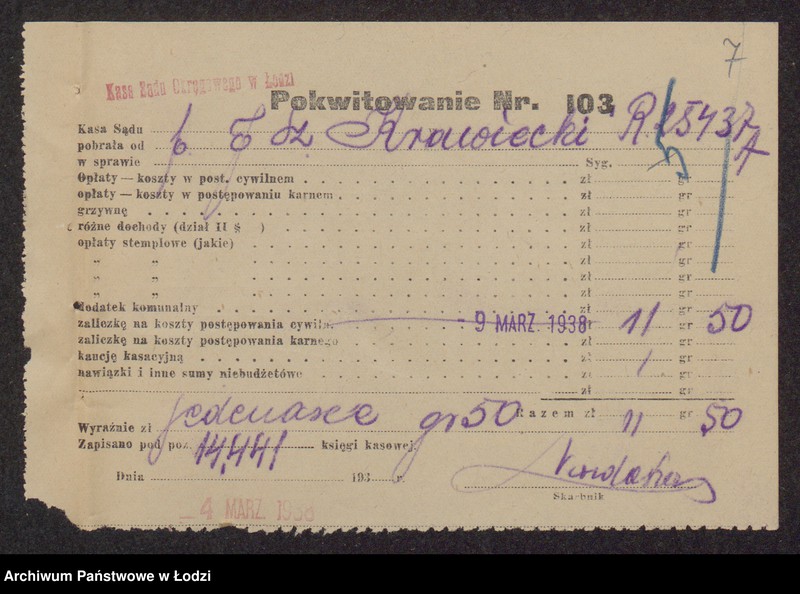 7
Kasa Sądu Okręgowego w Łodzi
Pokwitowanie Nr. 103
Kasa Sądu
pobrała od Krawiecki R 25437
w sprawie Syg. A
Opłaty — koszty w post. cywilnem zł gr
opłaty — koszty w postępowaniu karnem zł gr
grzywnę zł gr
różne dochody (dział II § ) zł gr
opłaty stemplowe (jakie) zł gr
„ „ zł gr
„ „ zł gr
„ „ zł gr
dodatek komunalny zł gr
zaliczkę na koszty postępowania cywiln. - 9 MARZ. 1938 zł 11 gr 50
zaliczkę na koszty postępowania karnego zł gr
kaucję kasacyjną zł gr
nawiązki i inne sumy niebudżetowe zł gr
zł gr
Wyraźnie zł jedenaście gr 50 Razem zł 11 gr 50
Zapisano pod poz. 14441 księgi kasowej.
Dnia 193 r.
Skarbnik
- 4 MARZ. 1938
Archiwum Państwowe w Łodzi